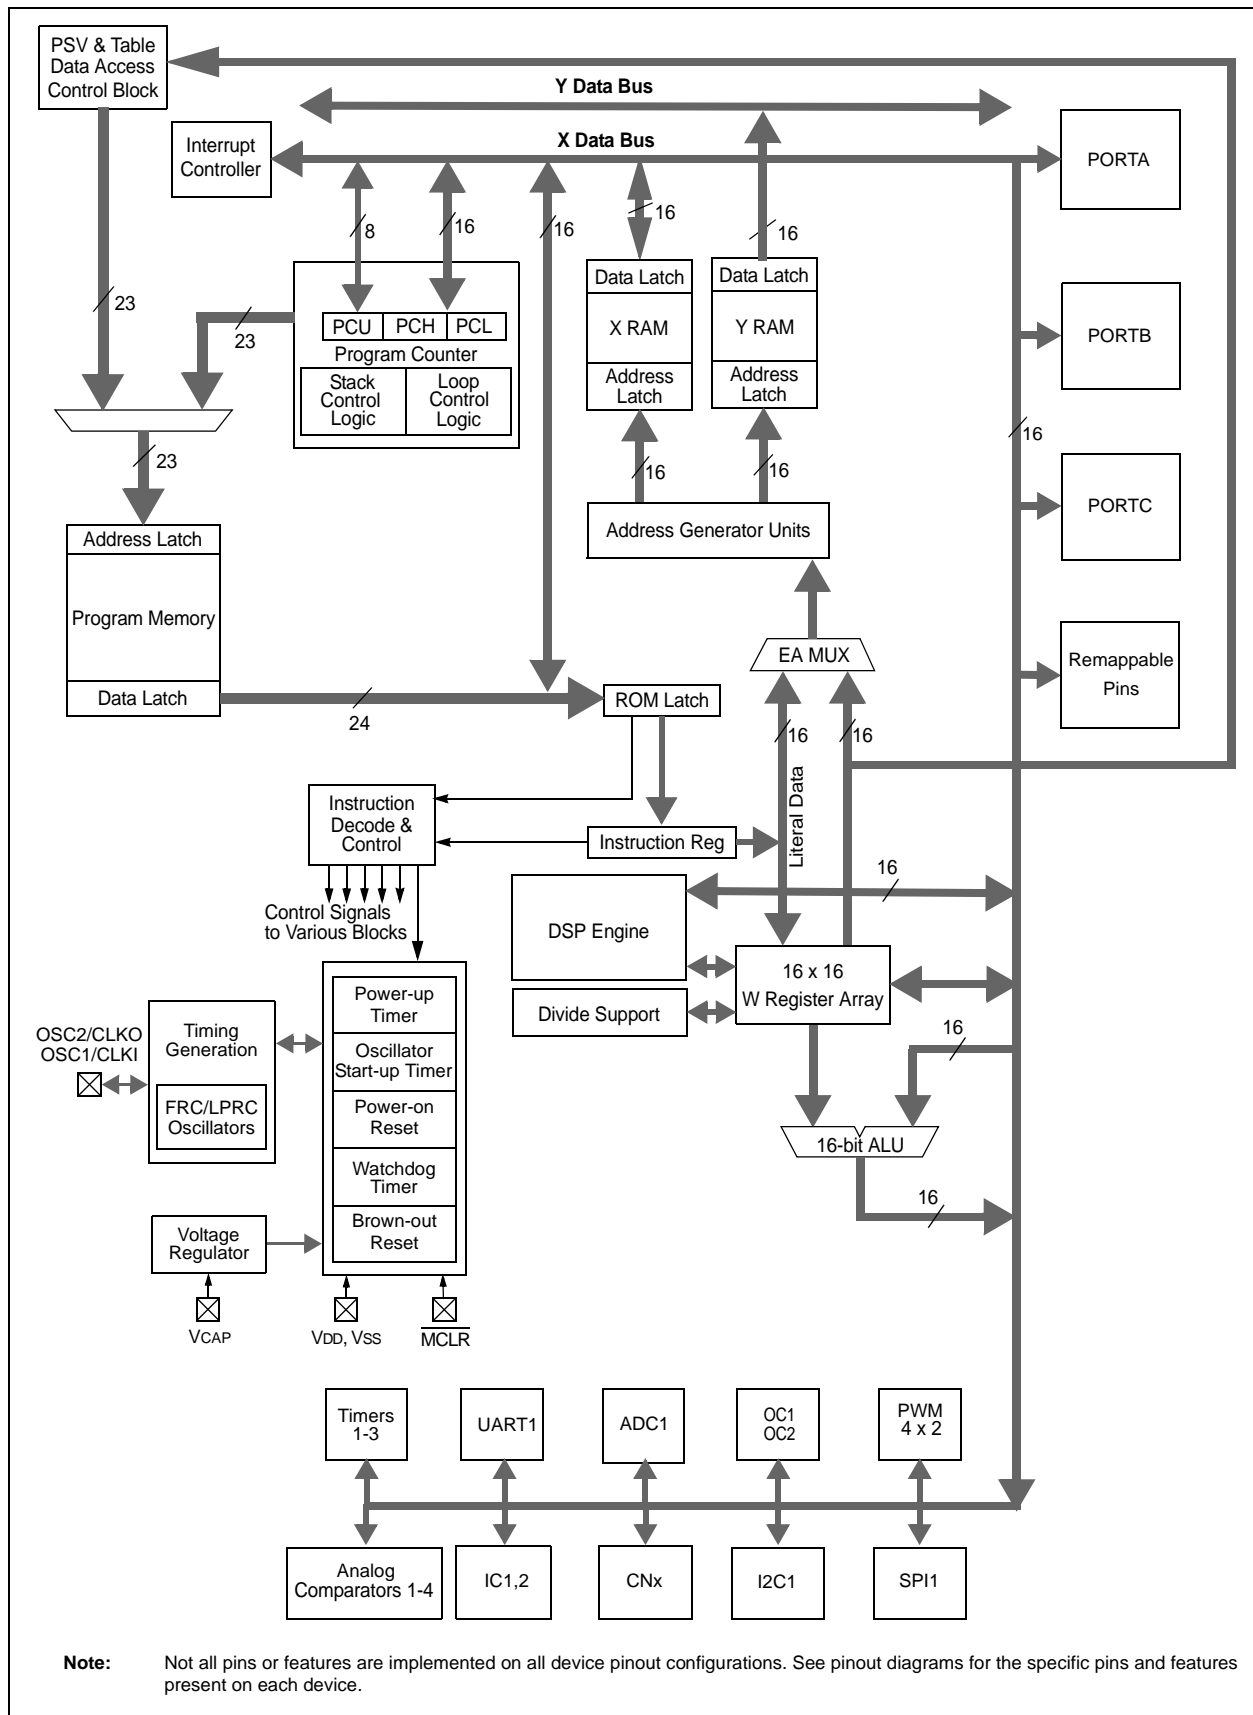 PSV & Table
Data Access
Control Block
Y Data Bus
X Data Bus
Interrupt
Controller
PORTA
8
16
16
16
16
23
23
Data Latch
X RAM
Address
Latch
Data Latch
Y RAM
Address
Latch
PCU
PCH
PCL
Program Counter
Stack
Control
Logic
Loop
Control
Logic
PORTB
23
16
16
16
Address Generator Units
PORTC
Address Latch
Program Memory
Data Latch
24
EA MUX
ROM Latch
Remappable
Pins
16
16
Literal Data
Instruction
Decode &
Control
Instruction Reg
Control Signals
to Various Blocks
16
DSP Engine
16 x 16
W Register Array
Divide Support
16
16-bit ALU
16
OSC2/CLKO
OSC1/CLKI
Timing
Generation
FRC/LPRC
Oscillators
Power-up
Timer
Oscillator
Start-up Timer
Power-on
Reset
Watchdog
Timer
Brown-out
Reset
Voltage
Regulator
VCAP
VDD, VSS
MCLR
Timers
1-3
UART1
ADC1
OC1
OC2
PWM
4 x 2
Analog
Comparators 1-4
IC1,2
CNx
I2C1
SPI1
Note: Not all pins or features are implemented on all device pinout configurations. See pinout diagrams for the specific pins and features
present on each device.